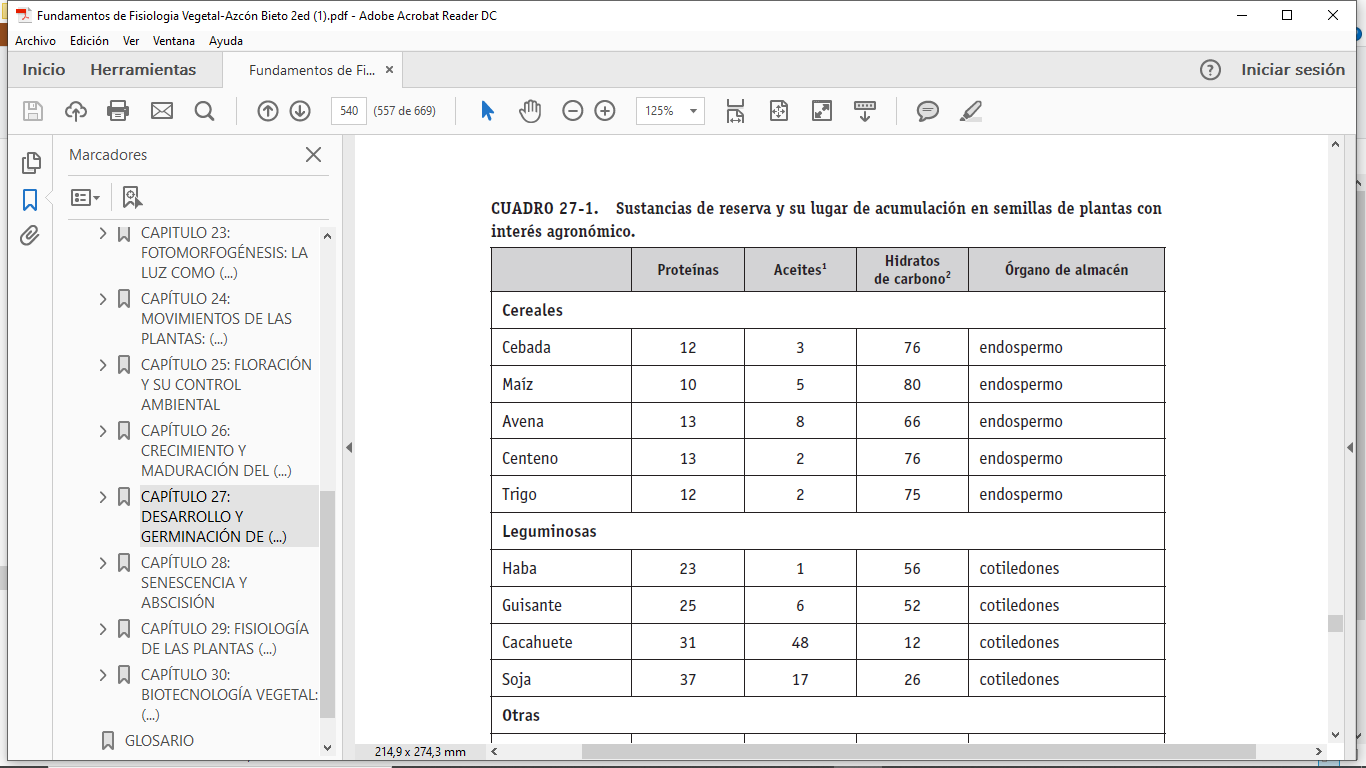 Fundamentos de Fisiologia Vegetal-Azcón Bieto 2ed (1).pdf - Adobe Acrobat Reader DC
Archivo Edición Ver Ventana Ayuda
Inicio Herramientas Fundamentos de Fi... × Iniciar sesión
540 (557 de 669) 125%
Marcadores
CAPITULO 23:
FOTOMORFOGÉNESIS: LA
LUZ COMO (...)
CAPÍTULO 24:
MOVIMIENTOS DE LAS
PLANTAS: (...)
CAPÍTULO 25: FLORACIÓN
Y SU CONTROL
AMBIENTAL
CAPÍTULO 26:
CRECIMIENTO Y
MADURACIÓN DEL (...)
CAPÍTULO 27:
DESARROLLO Y
GERMINACIÓN DE (...)
CAPÍTULO 28:
SENESCENCIA Y
ABSCISIÓN
CAPÍTULO 29: FISIOLOGÍA
DE LAS PLANTAS (...)
CAPÍTULO 30:
BIOTECNOLOGÍA VEGETAL:
(...)
GLOSARIO
CUADRO 27-1. Sustancias de reserva y su lugar de acumulación en semillas de plantas con
interés agronómico.
Proteínas Aceites¹ Hidratos de carbono² Órgano de almacén
Cereales
Cebada 12 3 76 endospermo
Maíz 10 5 80 endospermo
Avena 13 8 66 endospermo
Centeno 13 2 76 endospermo
Trigo 12 2 75 endospermo
Leguminosas
Haba 23 1 56 cotiledones
Guisante 25 6 52 cotiledones
Cacahuete 31 48 12 cotiledones
Soja 37 17 26 cotiledones
Otras
214,9 x 274,3 mm